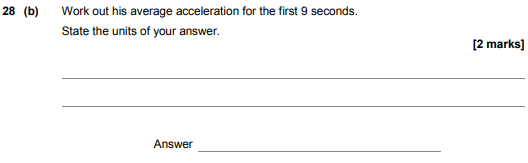 28 (b) Work out his average acceleration for the first 9 seconds.
State the units of your answer.
[2 marks]
Answer